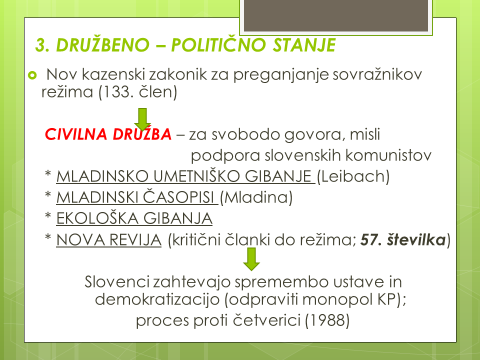 3. DRUŽBENO – POLITIČNO STANJE
Nov kazenski zakonik za preganjanje sovražnikov
režima (133. člen)
CIVILNA DRUŽBA – za svobodo govora, misli
podpora slovenskih komunistov
* MLADINSKO UMETNIŠKO GIBANJE (Leibach)
* MLADINSKI ČASOPISI (Mladina)
* EKOLOŠKA GIBANJA
* NOVA REVIJA (kritični članki do režima; 57. številka)
Slovenci zahtevajo spremembo ustave in
demokratizacijo (odpraviti monopol KP);
proces proti četverici (1988)